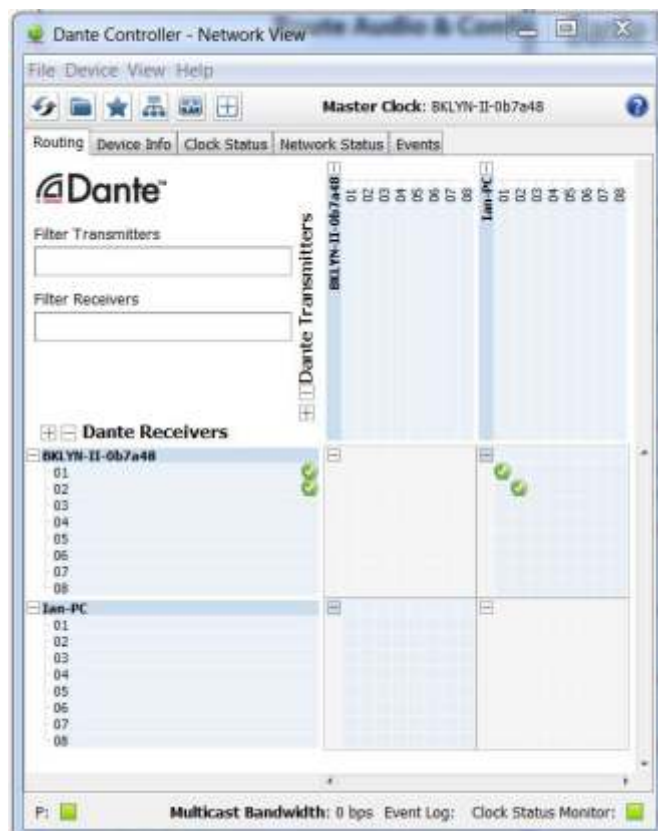 Dante Controller - Network View
File Device View Help
Master Clock: BKLYN-II-0b7a48
Routing Device Info Clock Status Network Status Events
Dante™
Filter Transmitters
Filter Receivers
Dante Transmitters
BKLYN-II-0b7a48
01 02 03 04 05 06 07 08
Ian-PC
01 02 03 04 05 06 07 08
Dante Receivers
BKLYN-II-0b7a48
01
02
03
04
05
06
07
08
Ian-PC
01
02
03
04
05
06
07
08
P: Multicast Bandwidth: 0 bps Event Log: Clock Status Monitor: